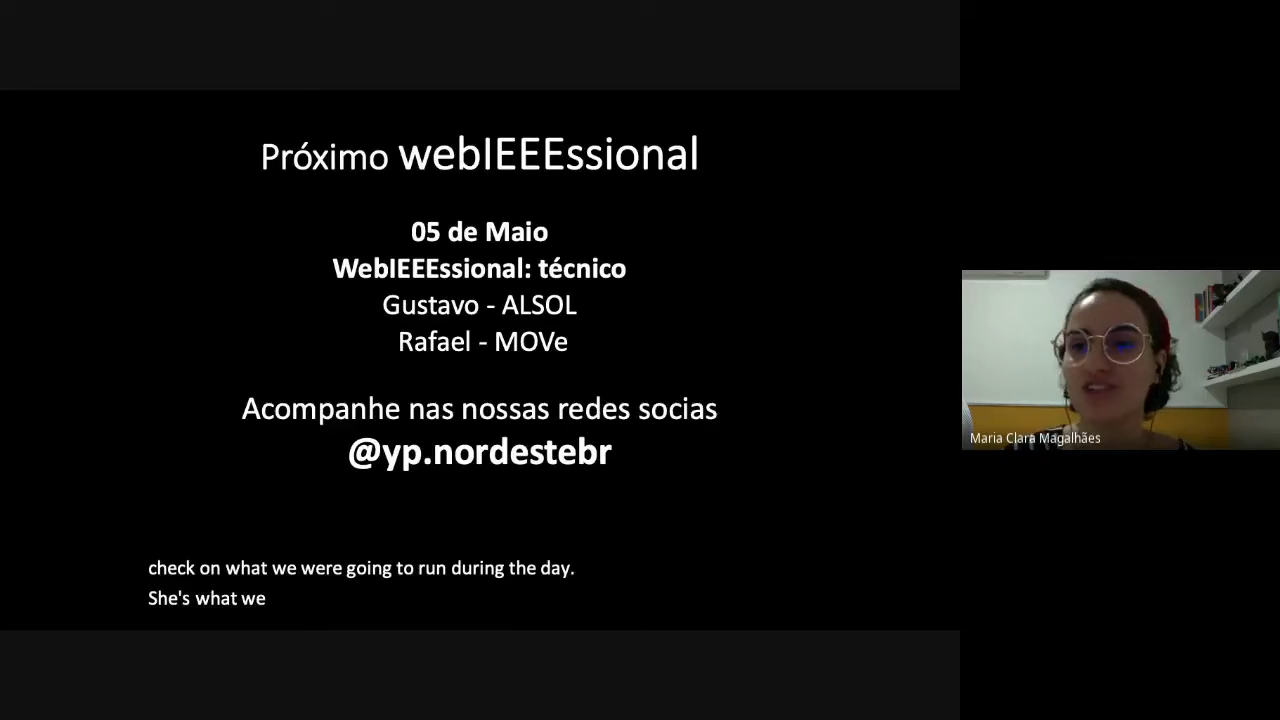 Próximo webIEEEssional
05 de Maio
WebIEEEssional: técnico
Gustavo - ALSOL
Rafael - MOVe
Acompanhe nas nossas redes socias
@yp.nordestebr
Maria Clara Magalhães
check on what we were going to run during the day.
She's what we